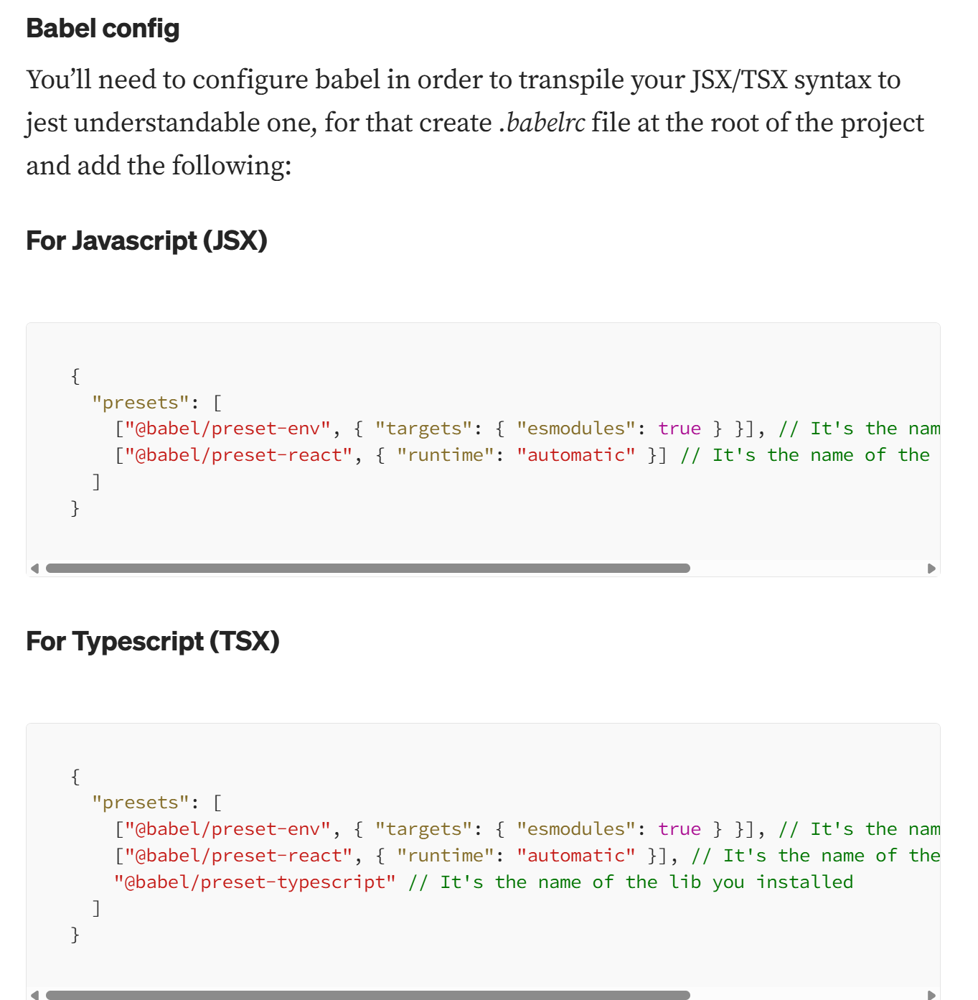 Babel config
You’ll need to configure babel in order to transpile your JSX/TSX syntax to
jest understandable one, for that create .babelrc file at the root of the project
and add the following:
For Javascript (JSX)
{
  "presets": [
    ["@babel/preset-env", { "targets": { "esmodules": true } }], // It's the
    ["@babel/preset-react", { "runtime": "automatic" }] // It's the name of the
  ]
}
For Typescript (TSX)
{
  "presets": [
    ["@babel/preset-env", { "targets": { "esmodules": true } }], // It's the
    ["@babel/preset-react", { "runtime": "automatic" }], // It's the name of the
    "@babel/preset-typescript" // It's the name of the lib you installed
  ]
}